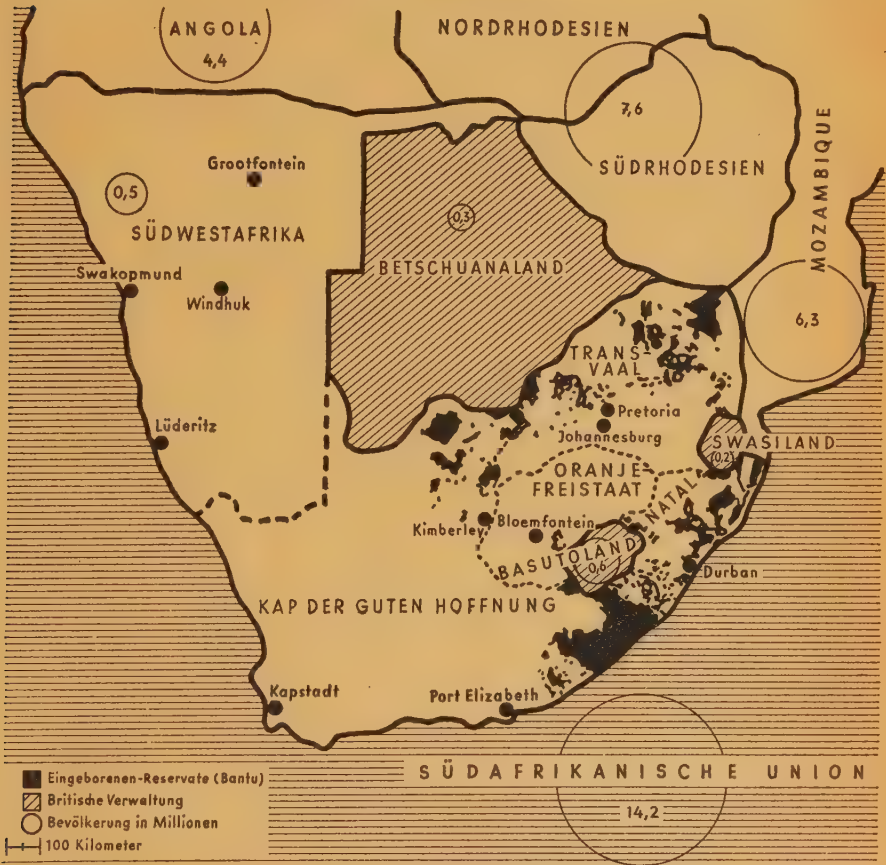 ANGOLA
4,4
NORDRHODESIEN
7,6
SÜDRHODESIEN
MOZAMBIQUE
6,3
Grootfontein
0,5
SÜDWESTAFRIKA
Swakopmund
Windhuk
Lüderitz
0,3
BETSCHUANALAND
TRANS-
VAAL
Pretoria
Johannesburg
SWASILAND
0,2
ORANJE
FREISTAAT
NATAL
Kimberley
Bloemfontein
BASUTOLAND
0,6
Durban
KAP DER GUTEN HOFFNUNG
Kapstadt
Port Elizabeth
SÜDAFRIKANISCHE UNION
14,2
Eingeborenen-Reservate (Bantu)
Britische Verwaltung
Bevölkerung in Millionen
100 Kilometer